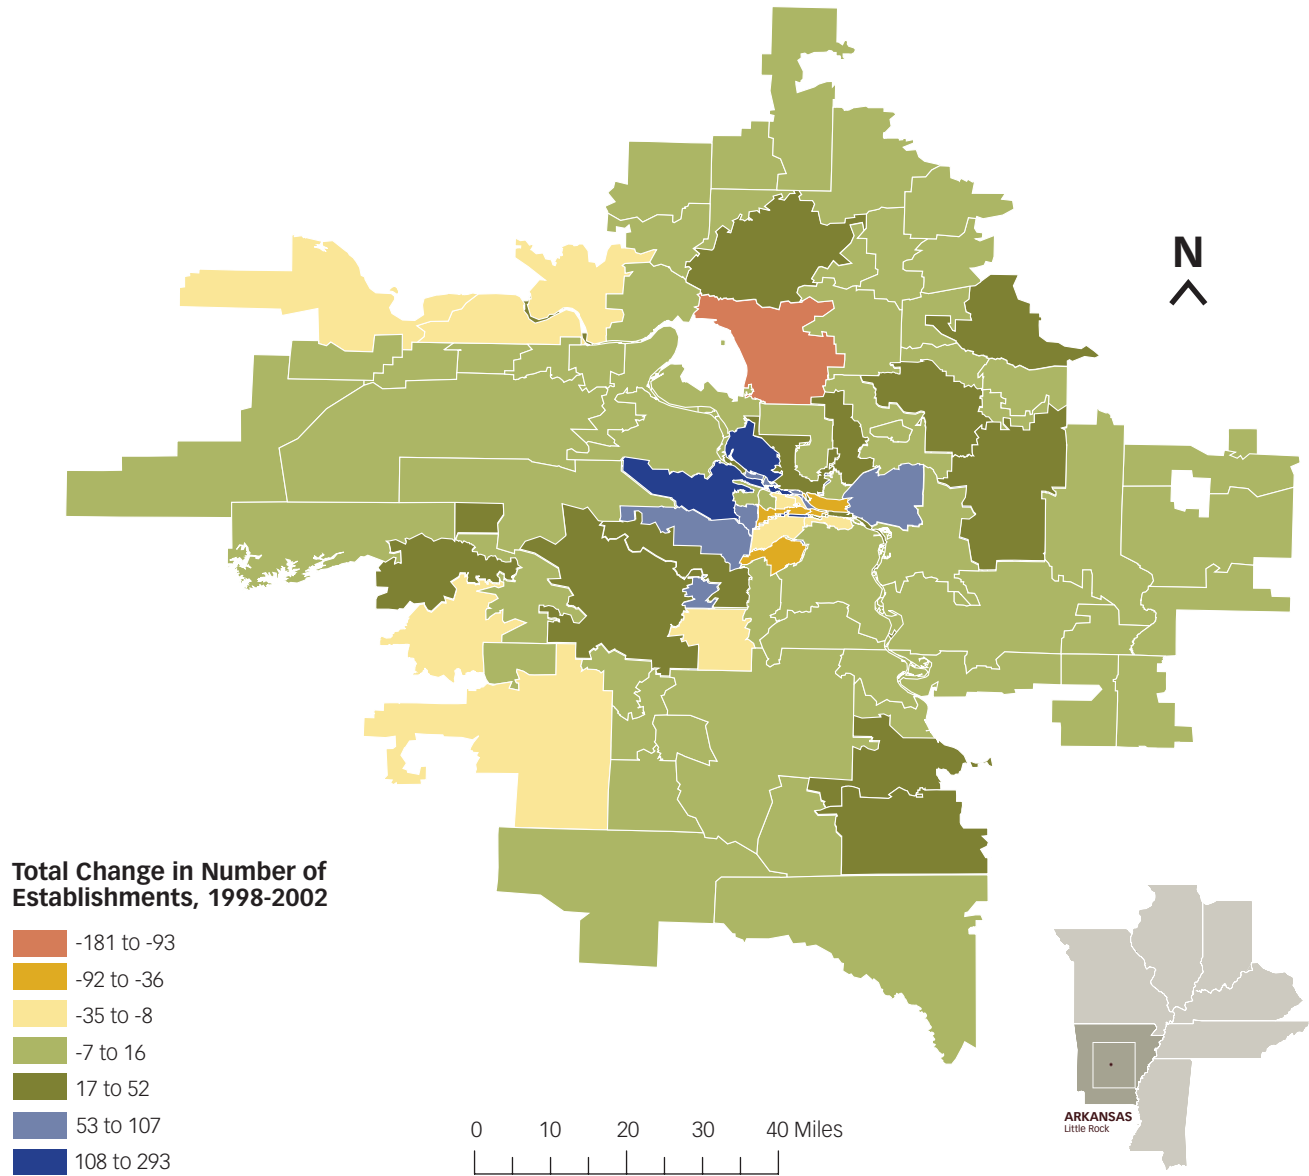 N
Total Change in Number of
Establishments, 1998-2002
-181 to -93
-92 to -36
-35 to -8
-7 to 16
17 to 52
53 to 107
108 to 293
0 10 20 30 40 Miles
ARKANSAS
Little Rock